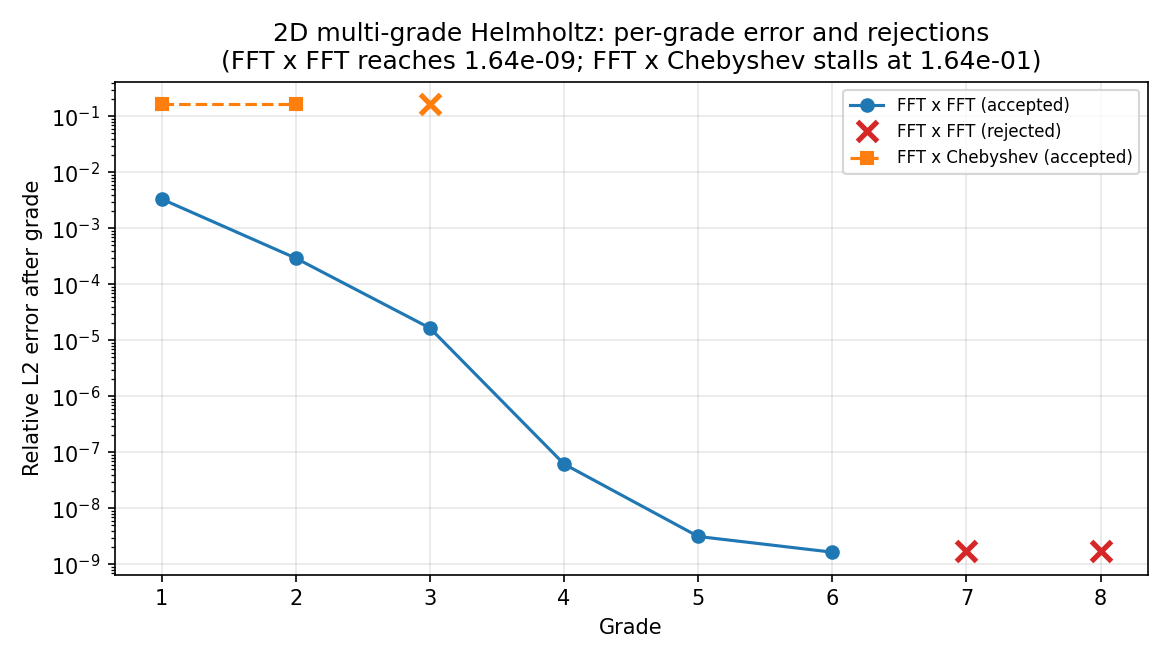 2D multi-grade Helmholtz: per-grade error and rejections
(FFT x FFT reaches 1.64e-09; FFT x Chebyshev stalls at 1.64e-01)
FFT x FFT (accepted)
FFT x FFT (rejected)
FFT x Chebyshev (accepted)
Relative L2 error after grade
10⁻¹
10⁻²
10⁻³
10⁻⁴
10⁻⁵
10⁻⁶
10⁻⁷
10⁻⁸
10⁻⁹
1 2 3 4 5 6 7 8
Grade